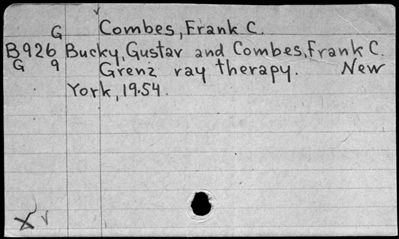 G Combes, Frank C.
B926 Bucky, Gustav and Combes, Frank C.
G 9 Grenz ray therapy. New
York, 1954.